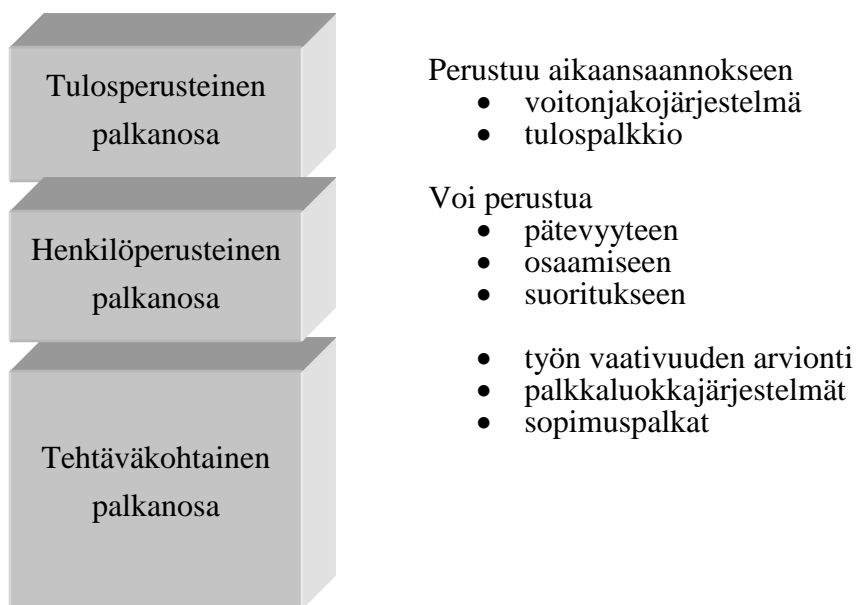 Tulosperusteinen
palkanosa
Perustuu aikaansaannokseen
• voitonjakojärjestelmä
• tulospalkkio
Henkilöperusteinen
palkanosa
Voi perustua
• pätevyyteen
• osaamiseen
• suoritukseen
Tehtäväkohtainen
palkanosa
• työn vaativuuden arvionti
• palkkaluokkajärjestelmät
• sopimuspalkat